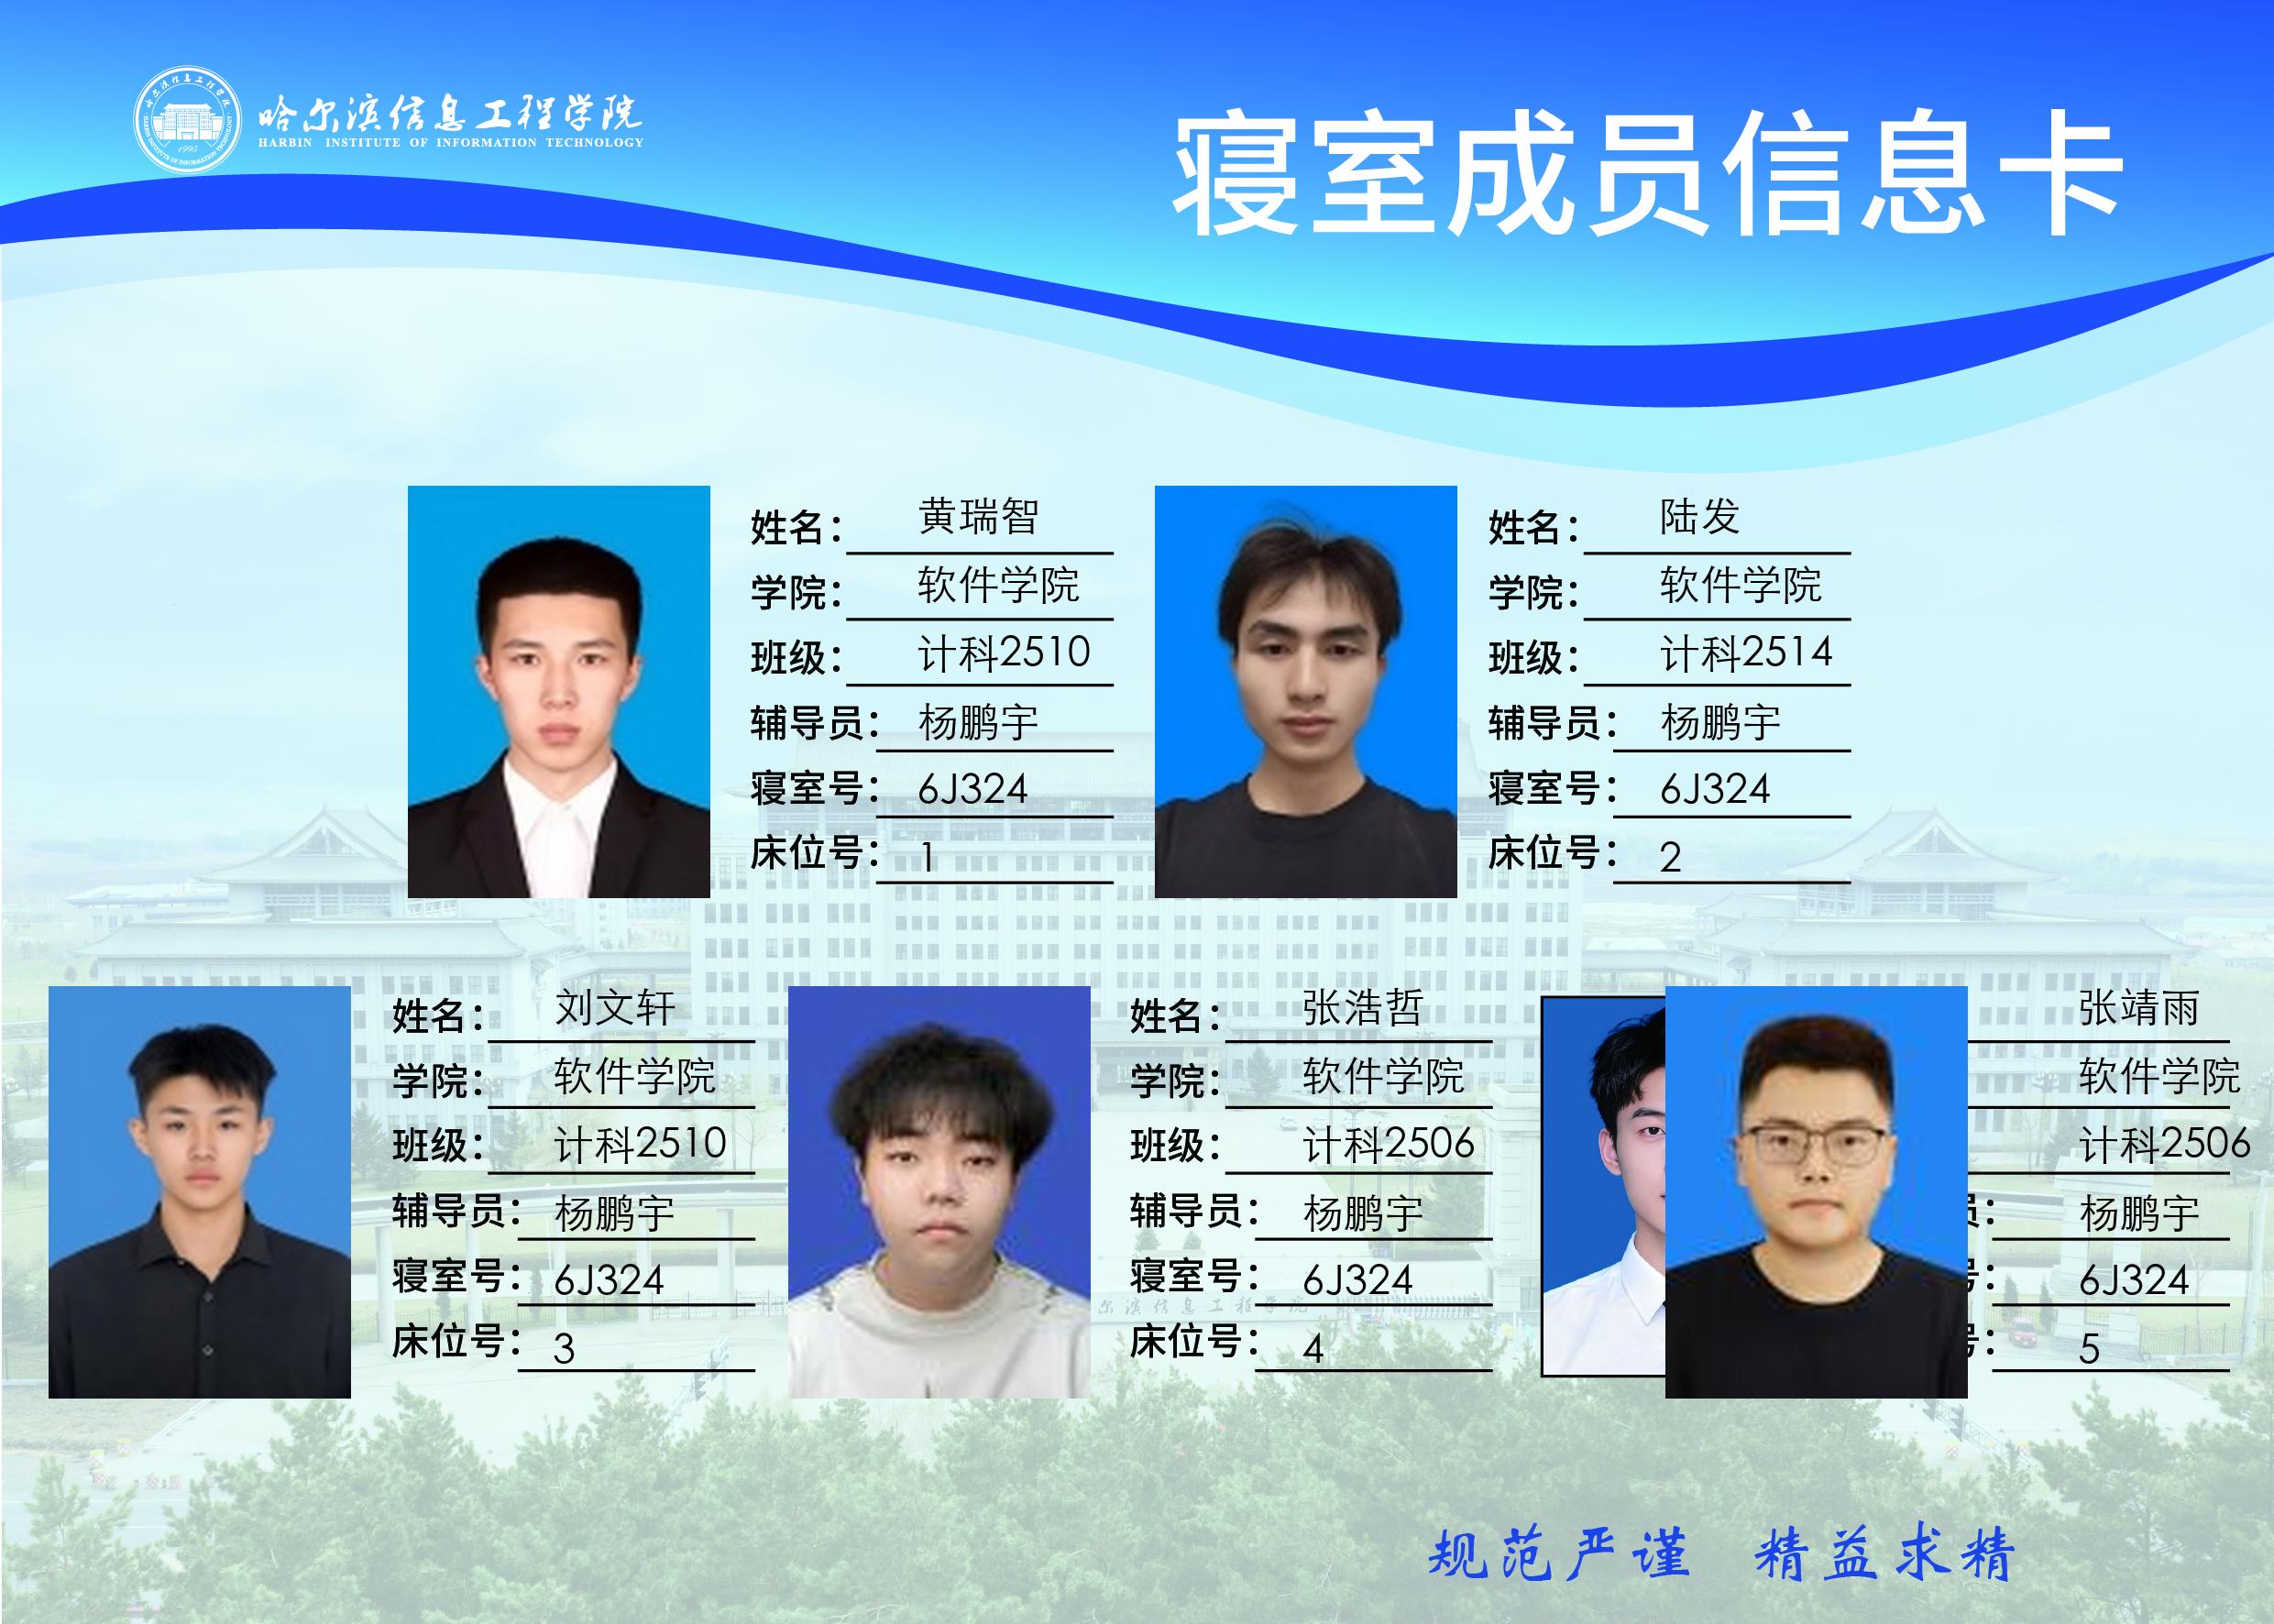 哈尔滨信息工程学院
HARBIN INSTITUTE OF INFORMATION TECHNOLOGY
1995
寝室成员信息卡
姓名： 黄瑞智
学院： 软件学院
班级： 计科2510
辅导员： 杨鹏宇
寝室号： 6J324
床位号： 1
姓名： 陆发
学院： 软件学院
班级： 计科2514
辅导员： 杨鹏宇
寝室号： 6J324
床位号： 2
姓名： 刘文轩
学院： 软件学院
班级： 计科2510
辅导员： 杨鹏宇
寝室号： 6J324
床位号： 3
姓名： 张浩哲
学院： 软件学院
班级： 计科2506
辅导员： 杨鹏宇
寝室号： 6J324
床位号： 4
张靖雨
软件学院
计科2506
员： 杨鹏宇
号： 6J324
号： 5
规范严谨 精益求精